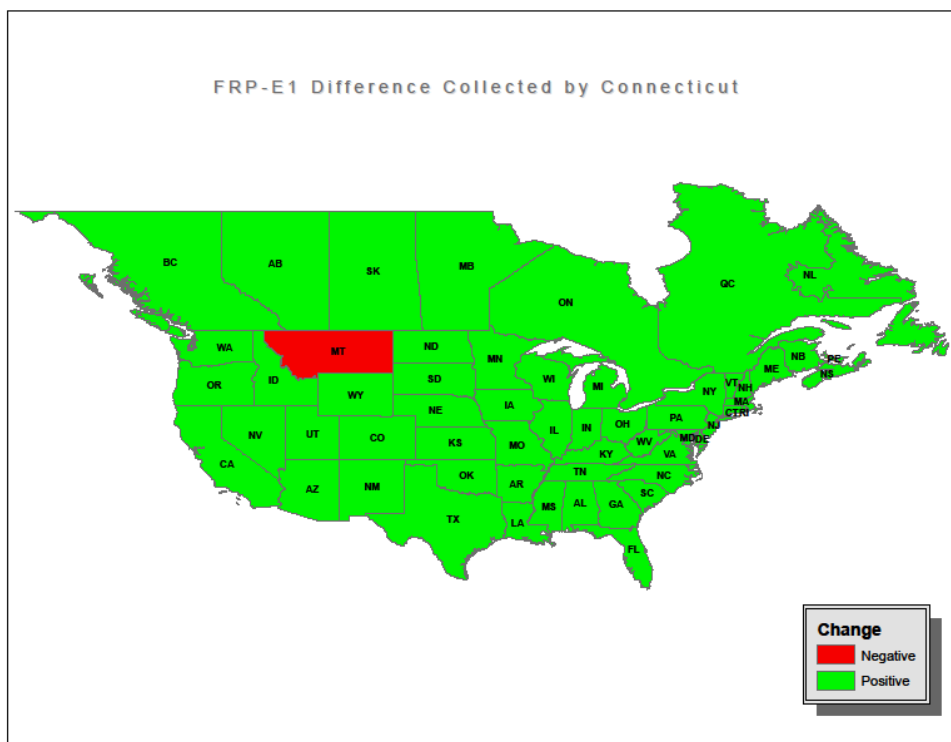 FRP-E1 Difference Collected by Connecticut
BC
AB
SK
MB
ON
QC
NL
WA
MT
ND
MN
OR
ID
SD
WI
MI
NY
VT
NH
ME
NB
PE
NS
WY
NE
IA
MA
CT RI
NV
UT
CO
KS
MO
IL
IN
OH
PA
NJ
MD DE
WV
VA
KY
CA
AZ
NM
OK
AR
TN
NC
SC
TX
LA
MS
AL
GA
FL
Change
Negative
Positive